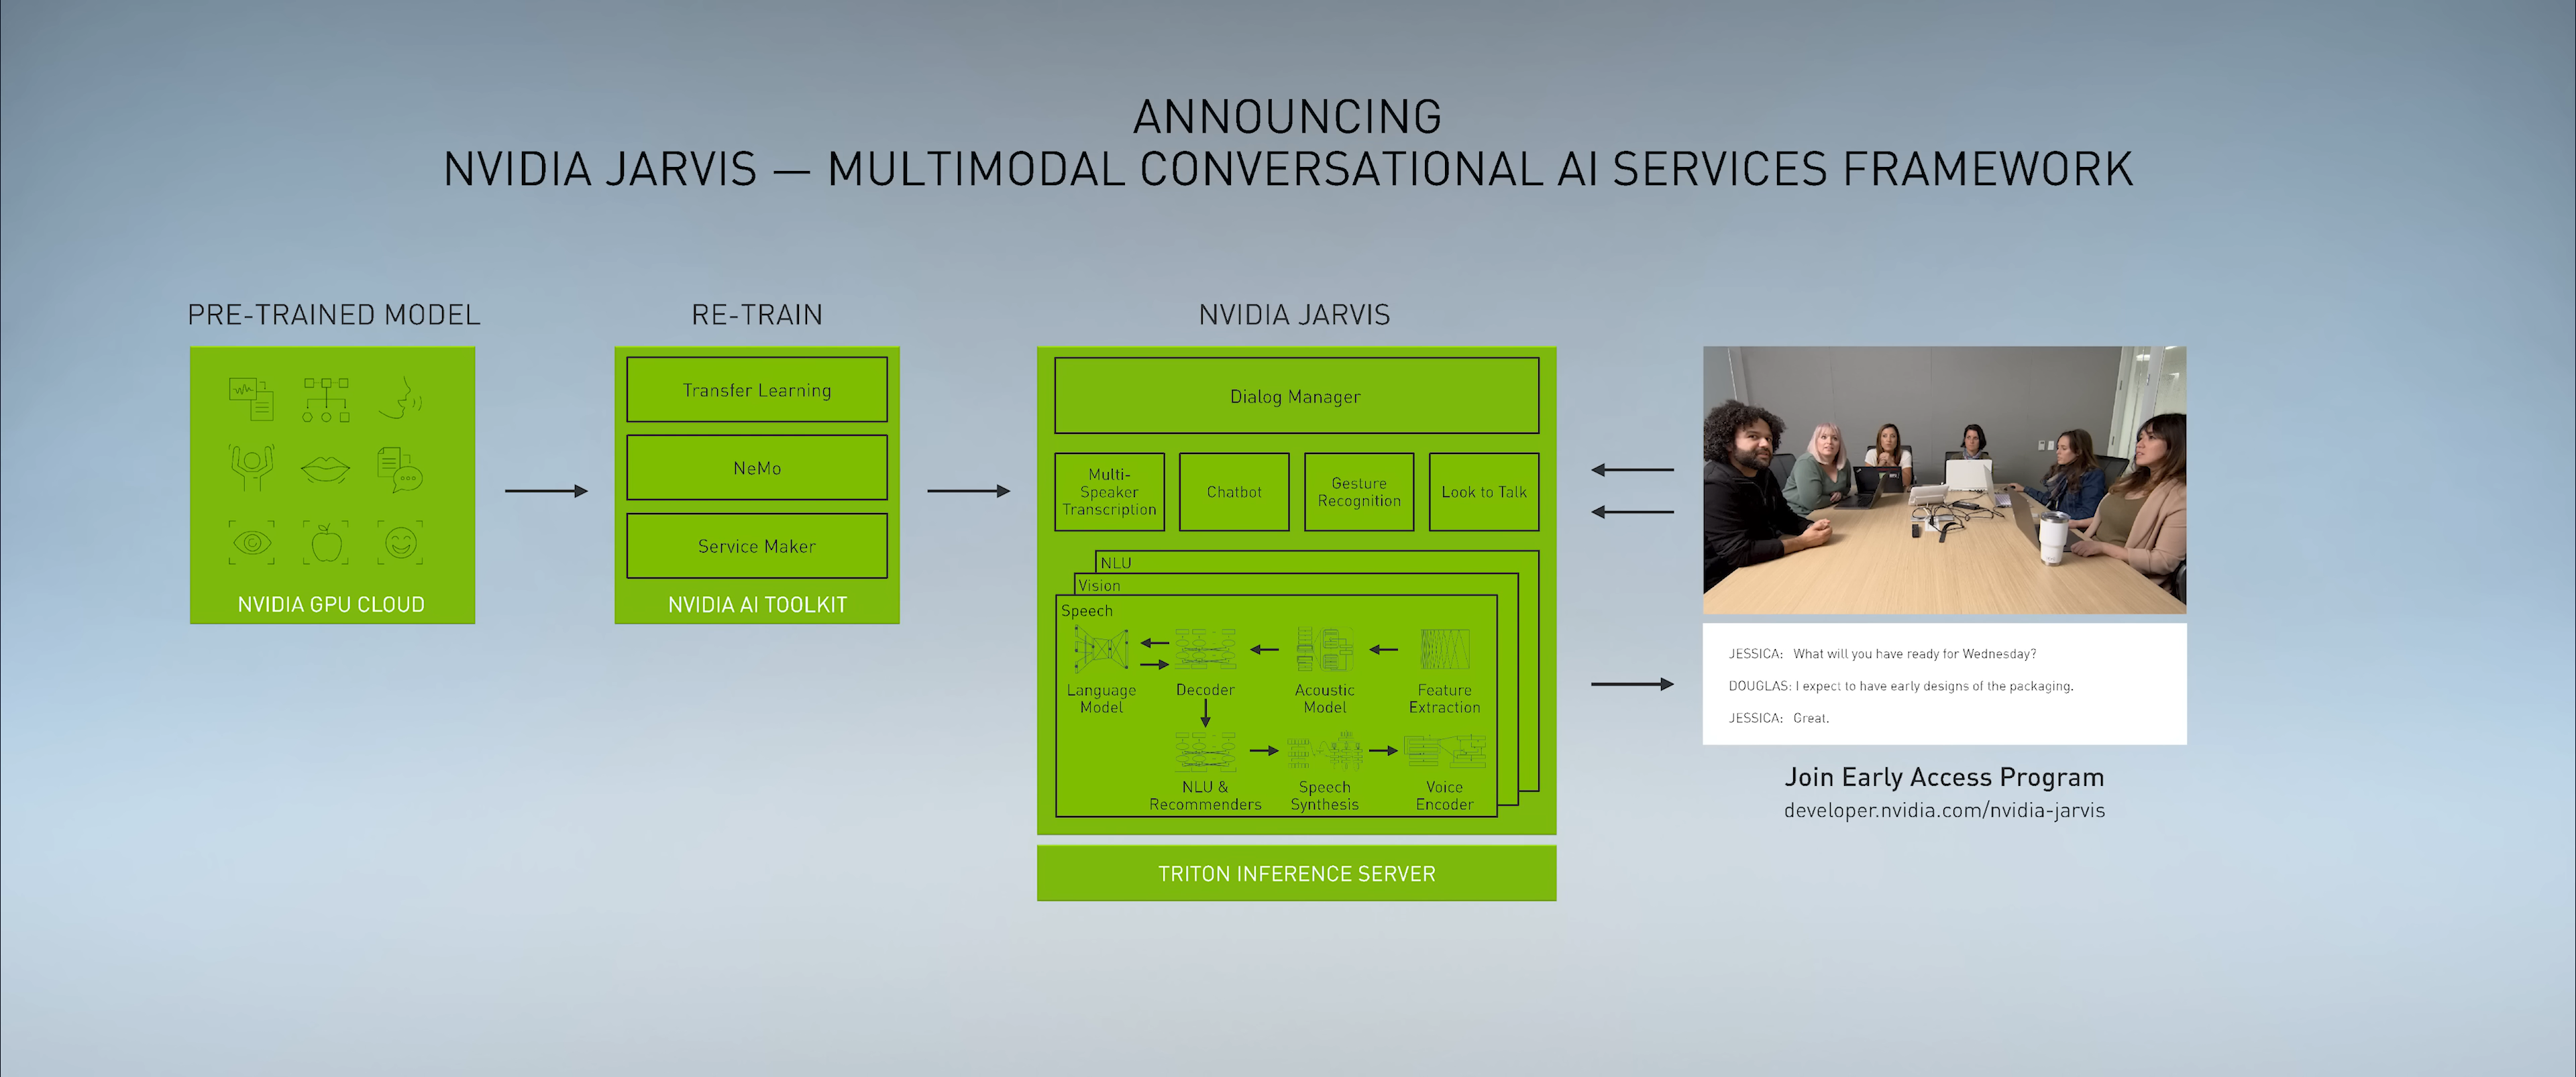 ANNOUNCING
NVIDIA JARVIS — MULTIMODAL CONVERSATIONAL AI SERVICES FRAMEWORK
PRE-TRAINED MODEL
NVIDIA GPU CLOUD
RE-TRAIN
Transfer Learning
NeMo
Service Maker
NVIDIA AI TOOLKIT
NVIDIA JARVIS
Dialog Manager
Multi-
Speaker
Transcription
Chatbot
Gesture
Recognition
Look to Talk
NLU
Vision
Speech
Language
Model
Decoder
Acoustic
Model
Feature
Extraction
NLU &
Recommenders
Speech
Synthesis
Voice
Encoder
TRITON INFERENCE SERVER
JESSICA: What will you have ready for Wednesday?
DOUGLAS: I expect to have early designs of the packaging.
JESSICA: Great.
Join Early Access Program
developer.nvidia.com/nvidia-jarvis